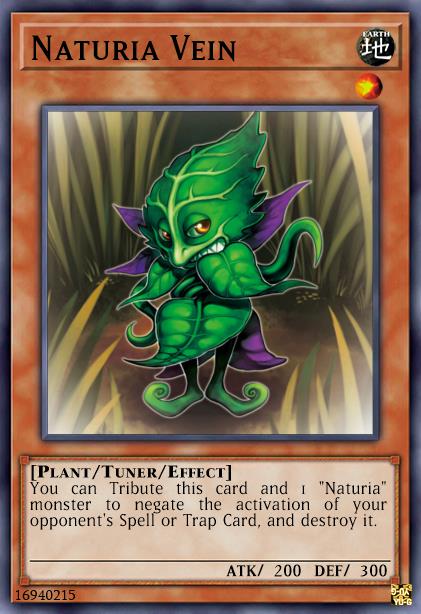 NATURIA VEIN
EARTH
地
[PLANT/TUNER/EFFECT]
You can Tribute this card and 1 "Naturia"
monster to negate the activation of your
opponent's Spell or Trap Card, and destroy it.
ATK/ 200 DEF/ 300
16940215